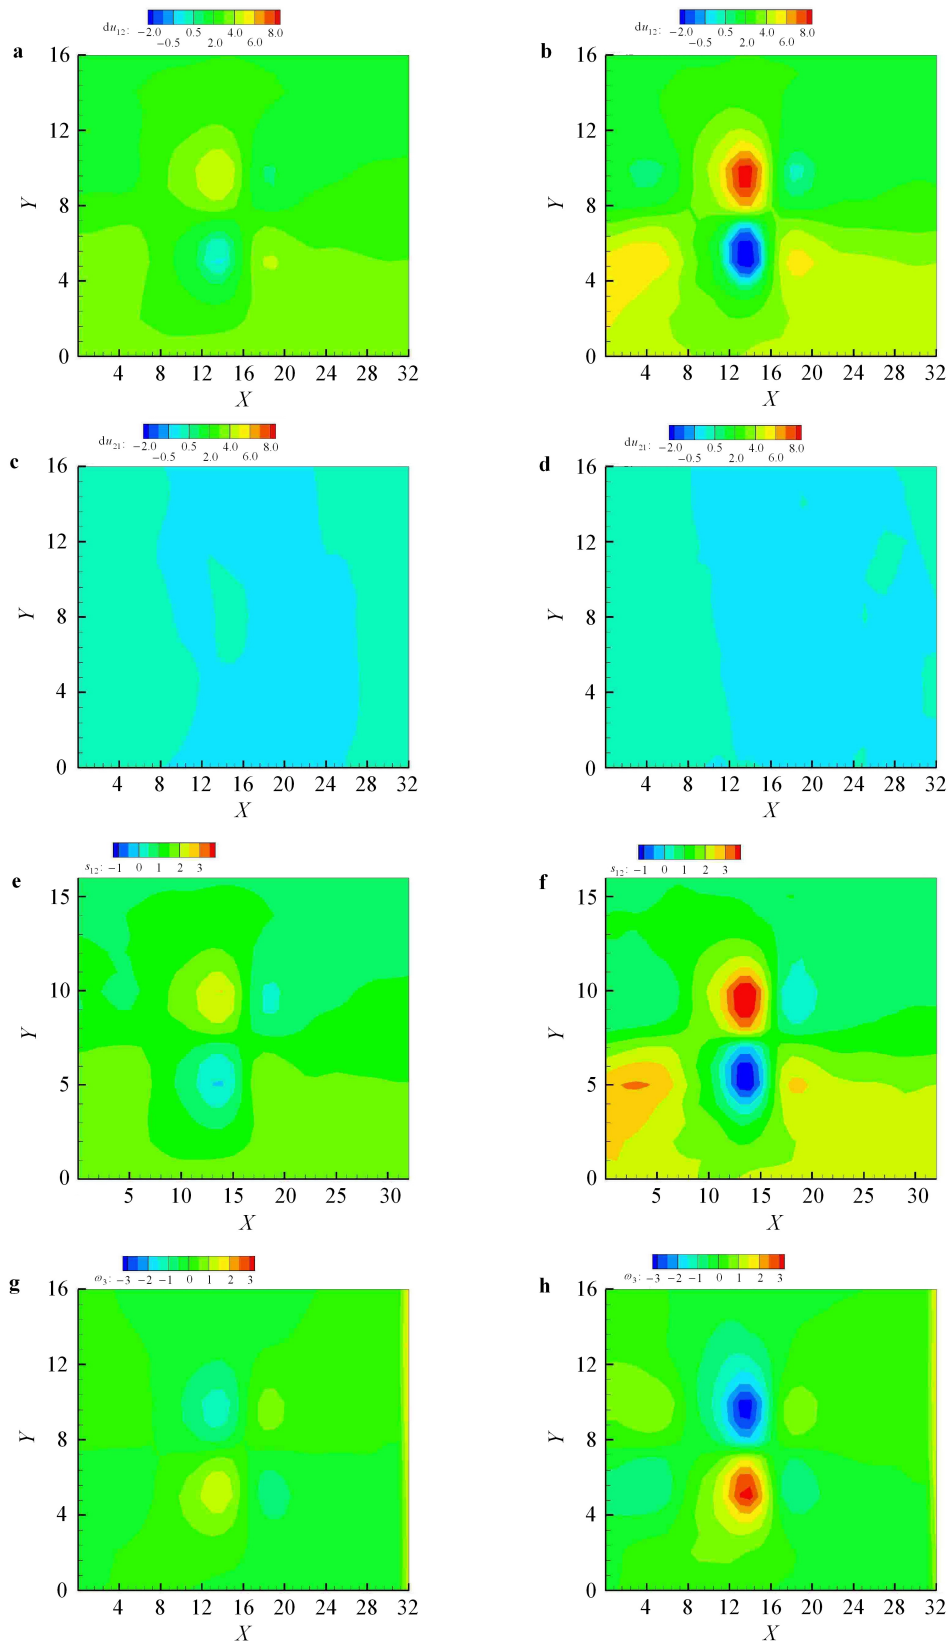 du12: −2.0 0.5 4.0 8.0
−0.5 2.0 6.0
a
16
12
8
4
0
Y
4 8 12 16 20 24 28 32
X
du12: −2.0 0.5 4.0 8.0
−0.5 2.0 6.0
b
16
12
8
4
0
Y
4 8 12 16 20 24 28 32
X
du21: −2.0 0.5 4.0 8.0
−0.5 2.0 6.0
c
16
12
8
4
0
Y
4 8 12 16 20 24 28 32
X
du21: −2.0 0.5 4.0 8.0
−0.5 2.0 6.0
d
16
12
8
4
0
Y
4 8 12 16 20 24 28 32
X
s12: −1 0 1 2 3
e
15
10
5
0
Y
5 10 15 20 25 30
X
s12: −1 0 1 2 3
f
15
10
5
0
Y
5 10 15 20 25 30
X
ω3: −3 −2 −1 0 1 2 3
g
16
12
8
4
0
Y
4 8 12 16 20 24 28 32
X
ω3: −3 −2 −1 0 1 2 3
h
16
12
8
4
0
Y
4 8 12 16 20 24 28 32
X